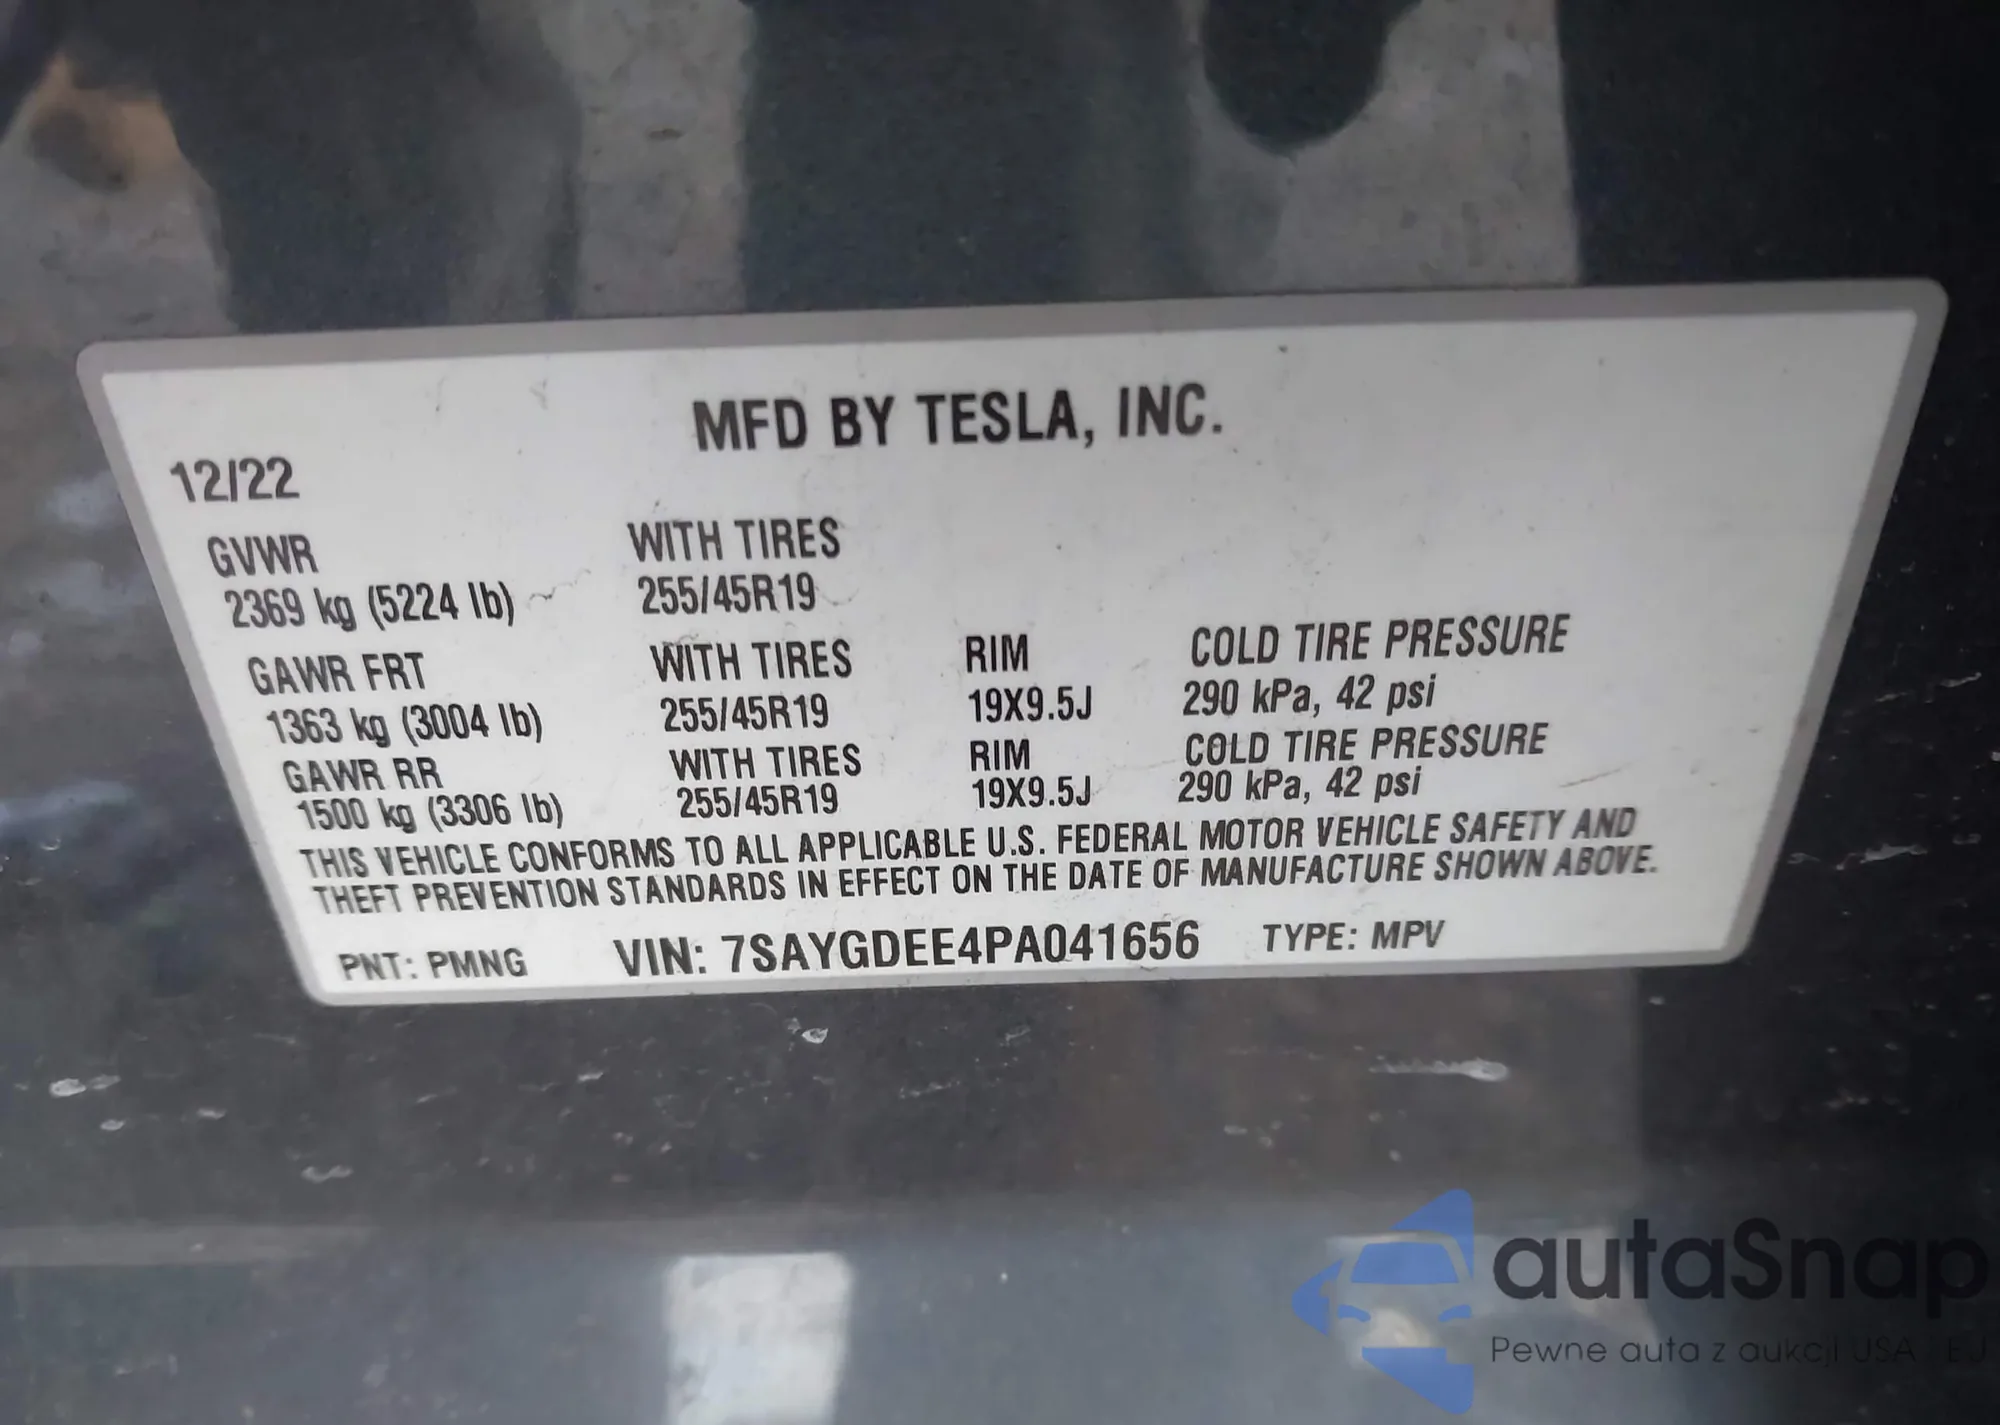 MFD BY TESLA, INC.
12/22
GVWR WITH TIRES
2369 kg (5224 lb) 255/45R19
GAWR FRT WITH TIRES RIM COLD TIRE PRESSURE
1363 kg (3004 lb) 255/45R19 19X9.5J 290 kPa, 42 psi
GAWR RR WITH TIRES RIM COLD TIRE PRESSURE
1500 kg (3306 lb) 255/45R19 19X9.5J 290 kPa, 42 psi
THIS VEHICLE CONFORMS TO ALL APPLICABLE U.S. FEDERAL MOTOR VEHICLE SAFETY AND
THEFT PREVENTION STANDARDS IN EFFECT ON THE DATE OF MANUFACTURE SHOWN ABOVE.
PNT: PMNG VIN: 7SAYGDEE4PA041656 TYPE: MPV
autaSnap
Pewne auta z aukcji USA i EU